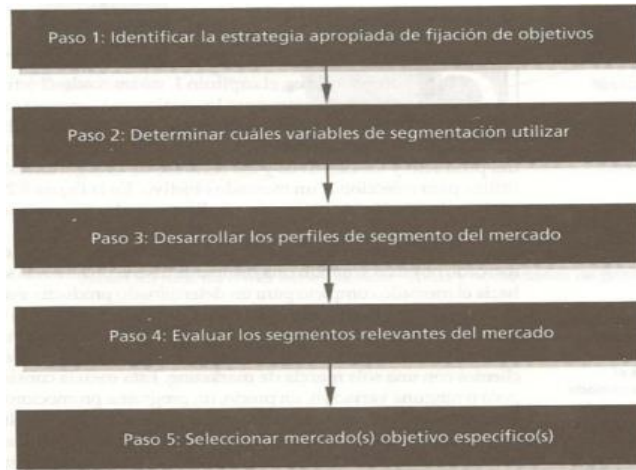 Paso 1: Identificar la estrategia apropiada de fijación de objetivos
Paso 2: Determinar cuáles variables de segmentación utilizar
Paso 3: Desarrollar los perfiles de segmento del mercado
Paso 4: Evaluar los segmentos relevantes del mercado
Paso 5: Seleccionar mercado(s) objetivo específico(s)